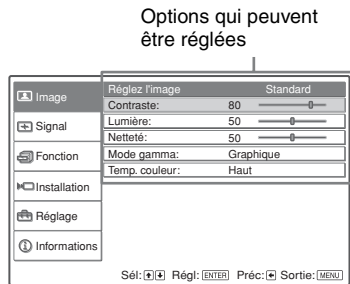 Options qui peuvent
être réglées
Image
Signal
Fonction
Installation
Réglage
Informations
Réglez l'image Standard
Contraste: 80
Lumière: 50
Netteté: 50
Mode gamma: Graphique
Temp. couleur: Haut
Sél: Régl: ENTER Préc: Sortie: MENU